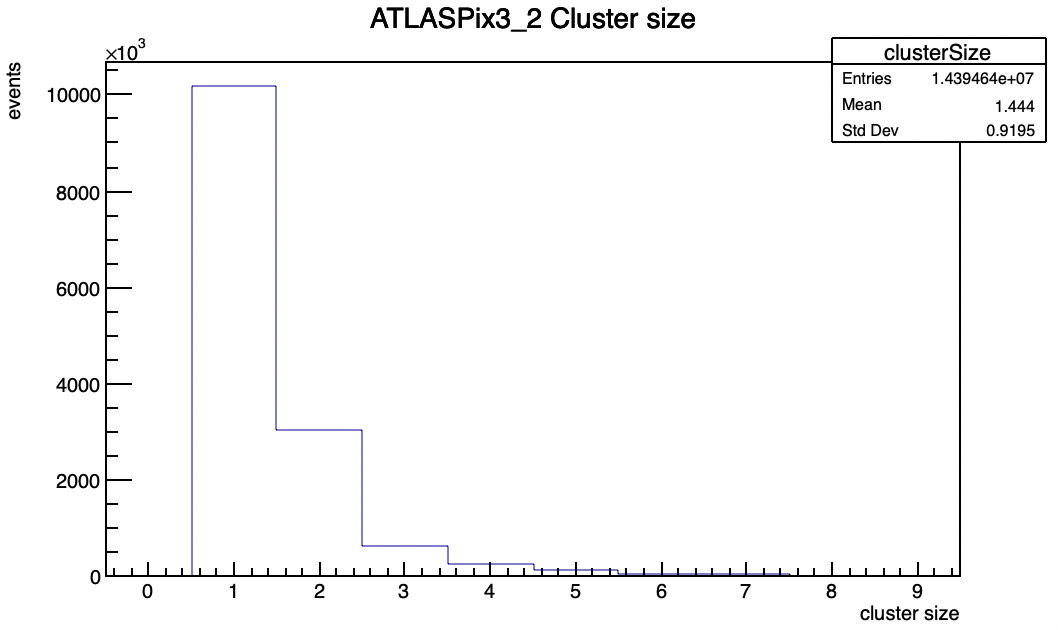 ATLASPix3_2 Cluster size
×10³
events
clusterSize
Entries 1.439464e+07
Mean 1.444
Std Dev 0.9195
10000
8000
6000
4000
2000
0
0 1 2 3 4 5 6 7 8 9
cluster size